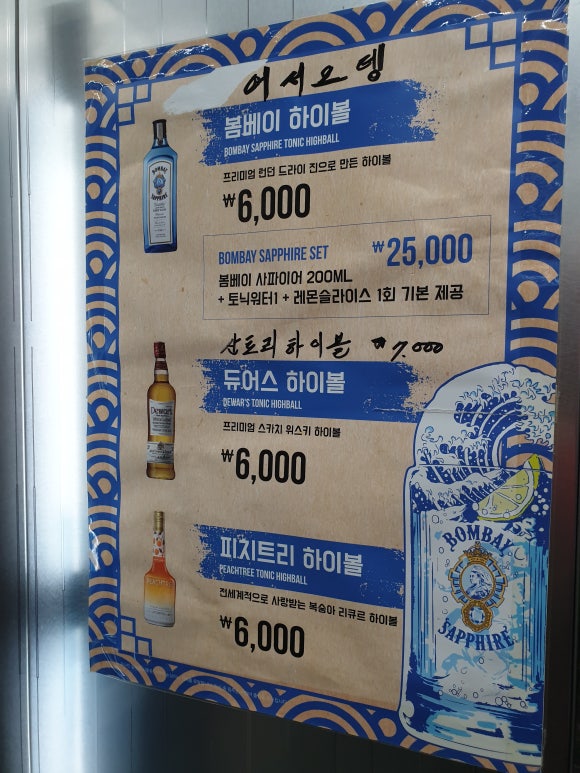 어서오뎅
봄베이 하이볼
BOMBAY SAPPHIRE TONIC HIGHBALL
프리미엄 런던 드라이 진으로 만든 하이볼
₩6,000
BOMBAY SAPPHIRE SET ₩25,000
봄베이 사파이어 200ML
+ 토닉워터1 + 레몬슬라이스 1회 기본 제공
산토리하이볼 ₩7.000
듀어스 하이볼
DEWAR'S TONIC HIGHBALL
프리미엄 스카치 위스키 하이볼
₩6,000
피치트리 하이볼
PEACHTREE TONIC HIGHBALL
전세계적으로 사랑받는 복숭아 리큐르 하이볼
₩6,000
BOMBAY
SAPPHIRE
BOMBAY
SAPPHIRE
Dewar's